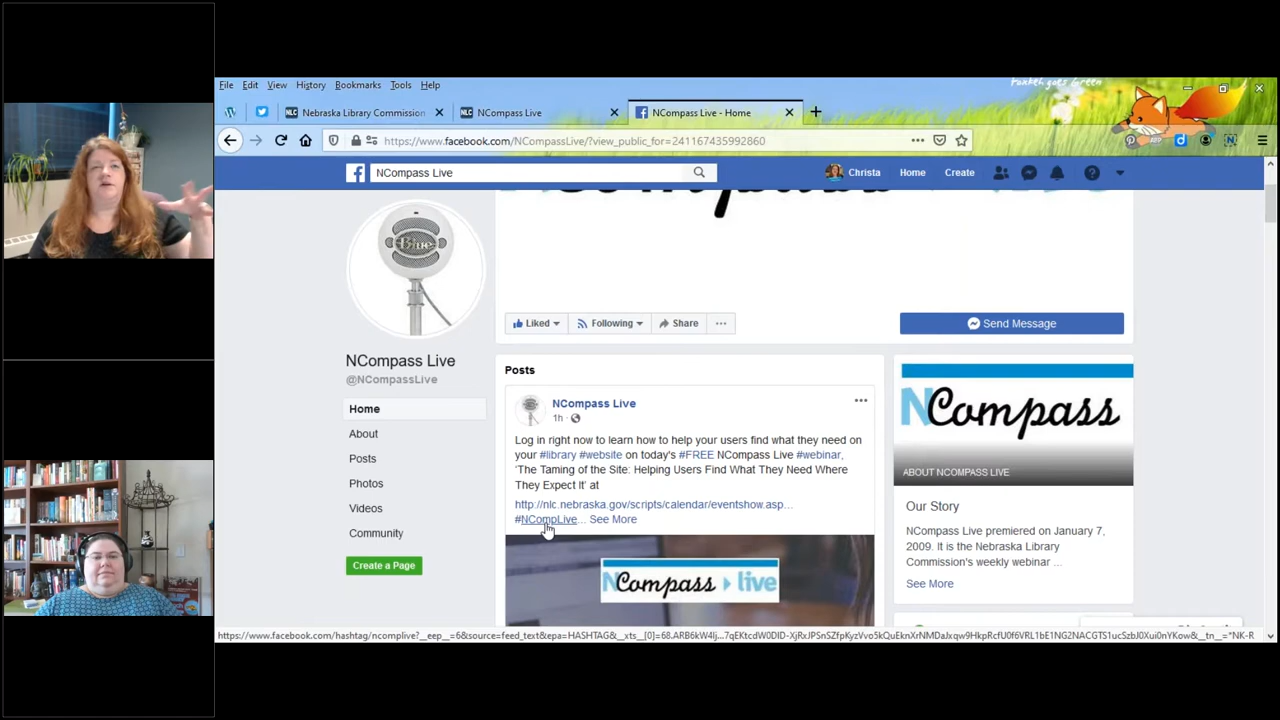 File Edit View History Bookmarks Tools Help
Nebraska Library Commission
NCompass Live
NCompass Live - Home
https://www.facebook.com/NCompassLive/?view_public_for=241167435992860
NCompass Live
Christa Home Create
Blue
Liked Following Share
Send Message
NCompass Live
@NCompassLive
Home
About
Posts
Photos
Videos
Community
Create a Page
Posts
NCompass Live
1h
Log in right now to learn how to help your users find what they need on
your #library #website on today's #FREE NCompass Live #webinar,
'The Taming of the Site: Helping Users Find What They Need Where
They Expect It' at
http://nlc.nebraska.gov/scripts/calendar/eventshow.asp...
#NCompLive... See More
NCompass live
NCompass
ABOUT NCOMPASS LIVE
Our Story
NCompass Live premiered on January 7,
2009. It is the Nebraska Library
Commission's weekly webinar ...
See More